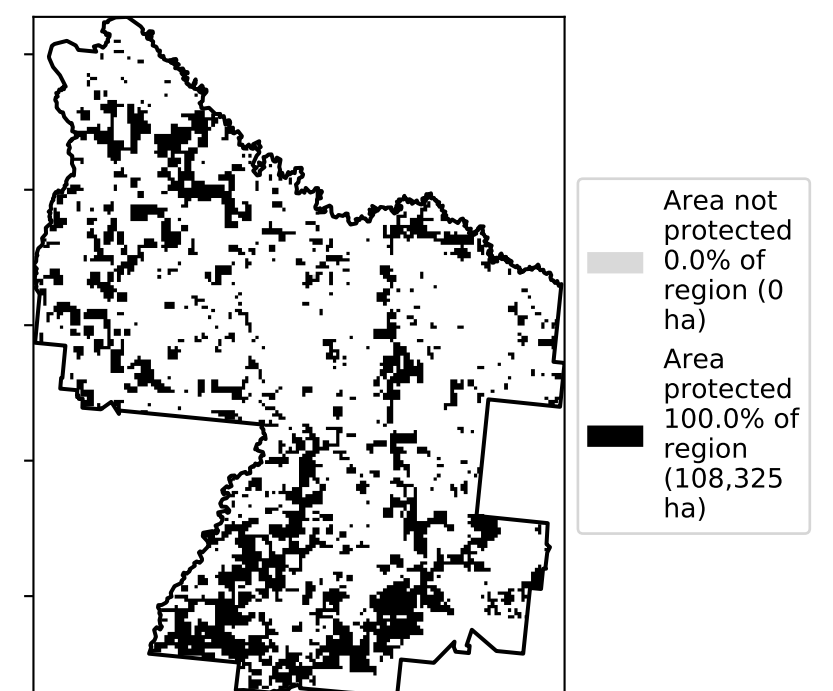 Area not
protected
0.0% of
region (0
ha)
Area
protected
100.0% of
region
(108,325
ha)